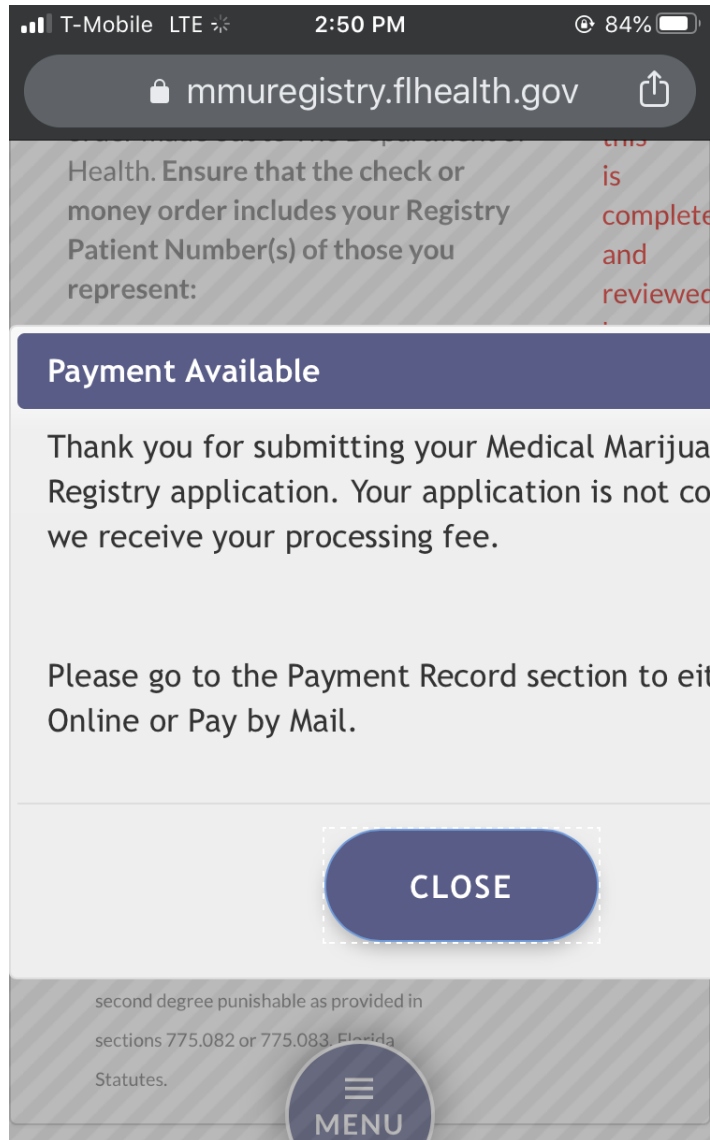 T-Mobile LTE 2:50 PM 84%
mmuregistry.flhealth.gov
Health. Ensure that the check or
money order includes your Registry
Patient Number(s) of those you
represent:
this
is
complete
and
reviewed
Payment Available
Thank you for submitting your Medical Marijua
Registry application. Your application is not co
we receive your processing fee.
Please go to the Payment Record section to eit
Online or Pay by Mail.
CLOSE
second degree punishable as provided in
sections 775.082 or 775.083, Florida
Statutes.
MENU